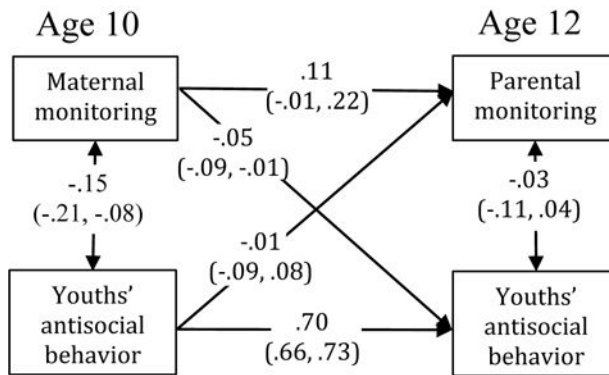 Age 10
Age 12
Maternal
monitoring
.11
(-.01, .22)
Parental
monitoring
-.05
(-.09, -.01)
-.15
(-.21, -.08)
-.03
(-.11, .04)
-.01
(-.09, .08)
Youths'
antisocial
behavior
.70
(.66, .73)
Youths'
antisocial
behavior